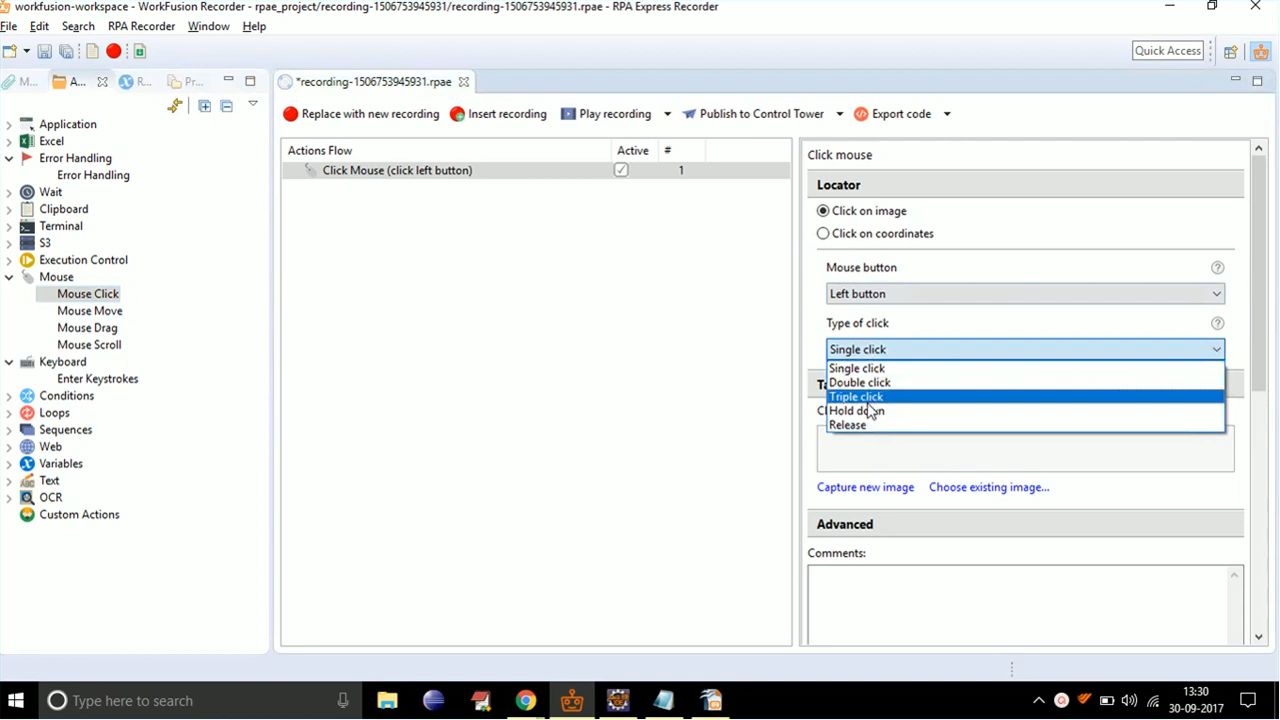 workfusion-workspace - WorkFusion Recorder - rpae_project/recording-1506753945931/recording-1506753945931.rpae - RPA Express Recorder
File Edit Search RPA Recorder Window Help
Quick Access
M... A... R... Pr...
*recording-1506753945931.rpae
Replace with new recording Insert recording Play recording Publish to Control Tower Export code
Application
Excel
Error Handling
Error Handling
Wait
Clipboard
Terminal
S3
Execution Control
Mouse
Mouse Click
Mouse Move
Mouse Drag
Mouse Scroll
Keyboard
Enter Keystrokes
Conditions
Loops
Sequences
Web
Variables
Text
OCR
Custom Actions
Actions Flow Active #
Click Mouse (click left button) 1
Click mouse
Locator
Click on image
Click on coordinates
Mouse button
Left button
Type of click
Single click
Single click
Double click
Triple click
Hold down
Release
Capture new image Choose existing image...
Advanced
Comments:
Type here to search
13:30
30-09-2017